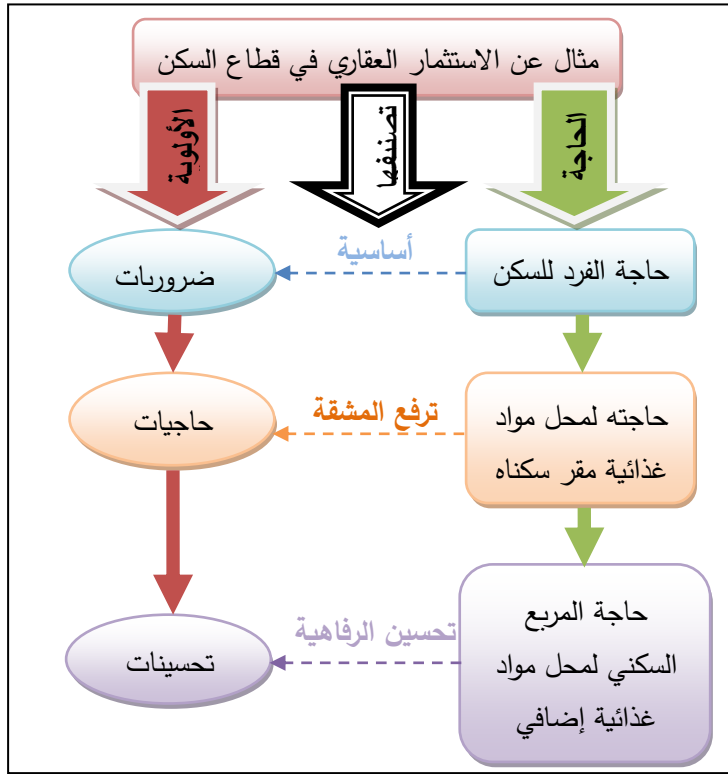 مثال عن الاستثمار العقاري في قطاع السكن
الحاجة
تصنيفها
الأولوية
حاجة الفرد للسكن
أساسية
ضروريات
حاجته لمحل مواد
غذائية مقر سكناه
ترفع المشقة
حاجيات
حاجة المربع
السكني لمحل مواد
غذائية إضافي
تحسين الرفاهية
تحسينات